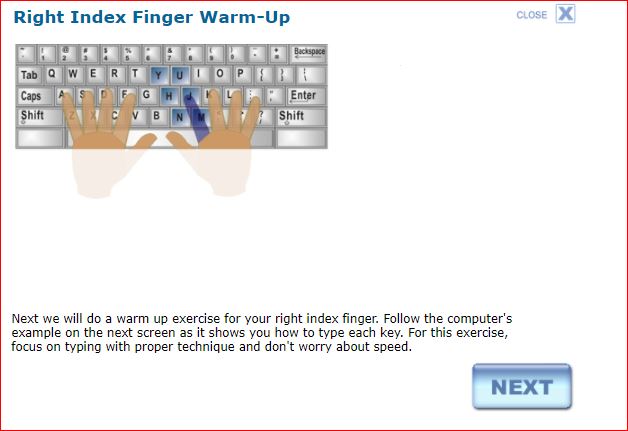 Right Index Finger Warm-Up
CLOSE X
~ ! @ # $ % ^ & * ( ) - + Backspace
` 1 2 3 4 5 6 7 8 9 0 =
Tab Q W E R T Y U I O P { } |
Caps A S D F G H J K L : " Enter
Shift Z X C V B N M ? Shift
Next we will do a warm up exercise for your right index finger. Follow the computer's
example on the next screen as it shows you how to type each key. For this exercise,
focus on typing with proper technique and don't worry about speed.
NEXT